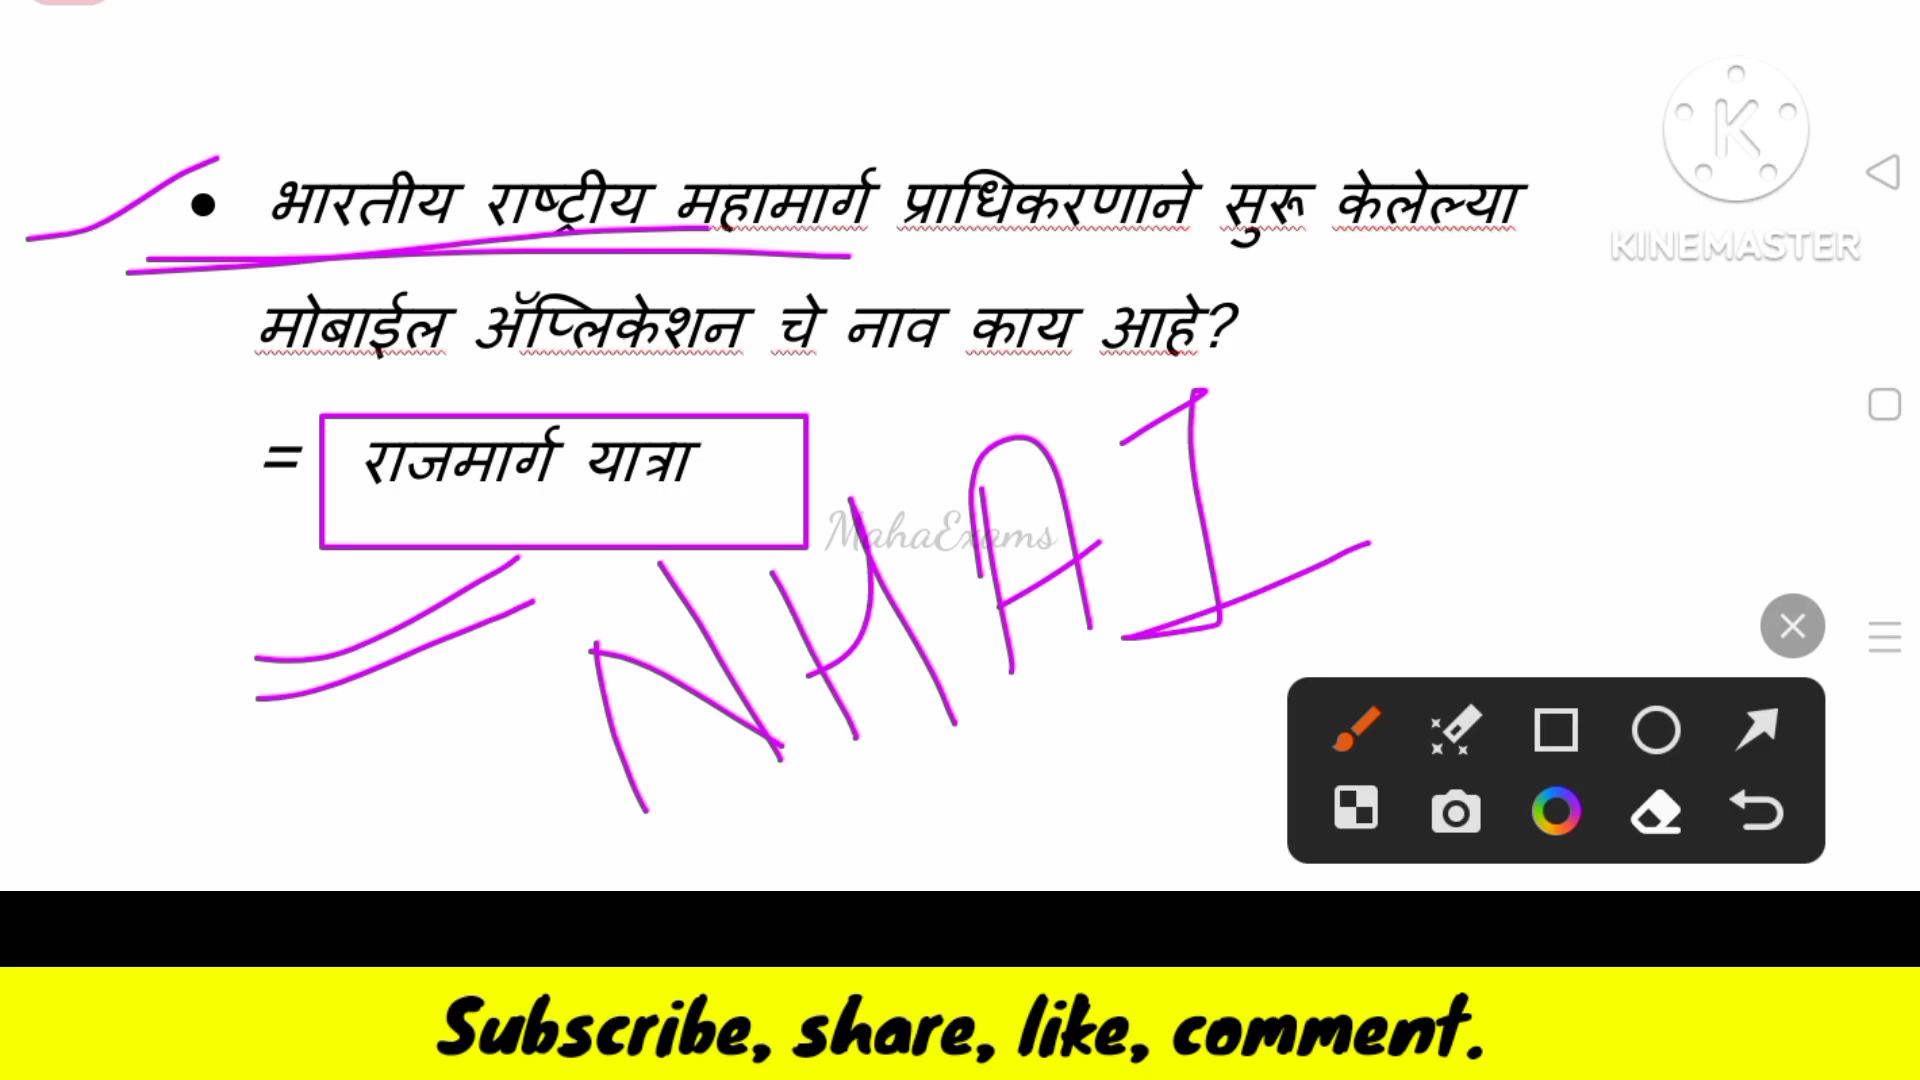 • भारतीय राष्ट्रीय महामार्ग प्राधिकरणाने सुरू केलेल्या
मोबाईल ॲप्लिकेशन चे नाव काय आहे?
= राजमार्ग यात्रा
NHAI
MahaExams
K
KINEMASTER
Subscribe, share, like, comment.